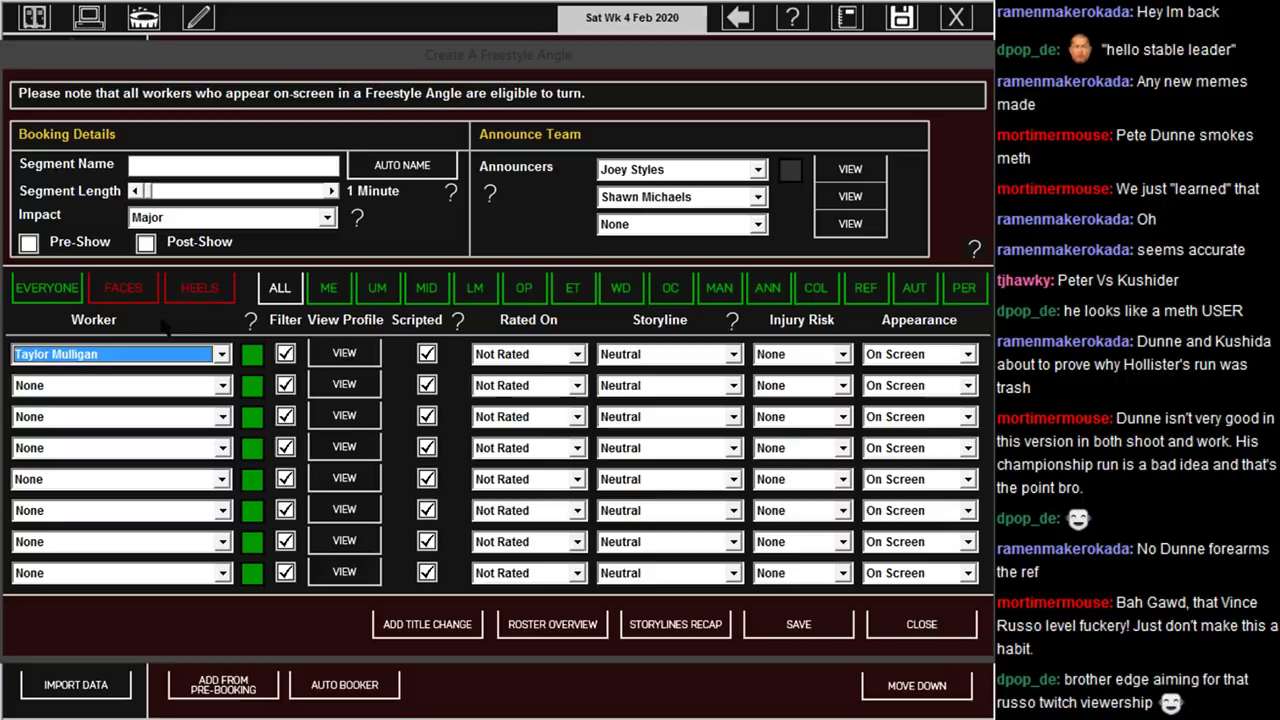 Sat Wk 4 Feb 2020
Create A Freestyle Angle
Please note that all workers who appear on-screen in a Freestyle Angle are eligible to turn.
Booking Details
Announce Team
Segment Name
AUTO NAME
Announcers
Joey Styles
VIEW
Segment Length
1 Minute
?
?
Shawn Michaels
VIEW
Impact
Major
?
None
VIEW
Pre-Show
Post-Show
?
EVERYONE
FACES
HEELS
ALL
ME
UM
MID
LM
OP
ET
WD
OC
MAN
ANN
COL
REF
AUT
PER
Worker
?
Filter
View Profile
Scripted
?
Rated On
Storyline
?
Injury Risk
Appearance
Taylor Mulligan VIEW Not Rated Neutral None On Screen
None VIEW Not Rated Neutral None On Screen
None VIEW Not Rated Neutral None On Screen
None VIEW Not Rated Neutral None On Screen
None VIEW Not Rated Neutral None On Screen
None VIEW Not Rated Neutral None On Screen
None VIEW Not Rated Neutral None On Screen
None VIEW Not Rated Neutral None On Screen
ADD TITLE CHANGE
ROSTER OVERVIEW
STORYLINES RECAP
SAVE
CLOSE
IMPORT DATA
ADD FROM
PRE-BOOKING
AUTO BOOKER
MOVE DOWN
ramenmakerokada: Hey Im back
dpop_de: "hello stable leader"
ramenmakerokada: Any new memes
made
mortimermouse: Pete Dunne smokes
meth
mortimermouse: We just "learned" that
ramenmakerokada: Oh
ramenmakerokada: seems accurate
tjhawky: Peter Vs Kushider
dpop_de: he looks like a meth USER
ramenmakerokada: Dunne and Kushida
about to prove why Hollister's run was
trash
mortimermouse: Dunne isn't very good in
this version in both shoot and work. His
championship run is a bad idea and that's
the point bro.
dpop_de:
ramenmakerokada: No Dunne forearms
the ref
mortimermouse: Bah Gawd, that Vince
Russo level fuckery! Just don't make this a
habit.
dpop_de: brother edge aiming for that
russo twitch viewership